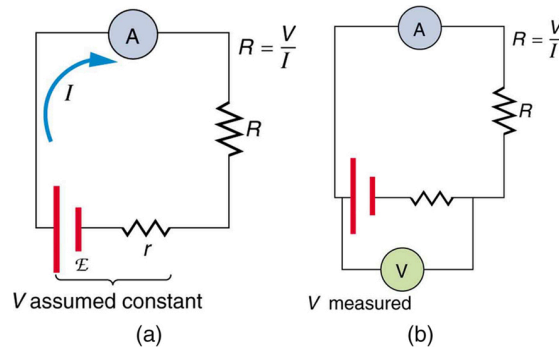 A
R = V/I
I
R
ℰ
r
V assumed constant
(a)
A
R = V/I
R
V
V measured
(b)